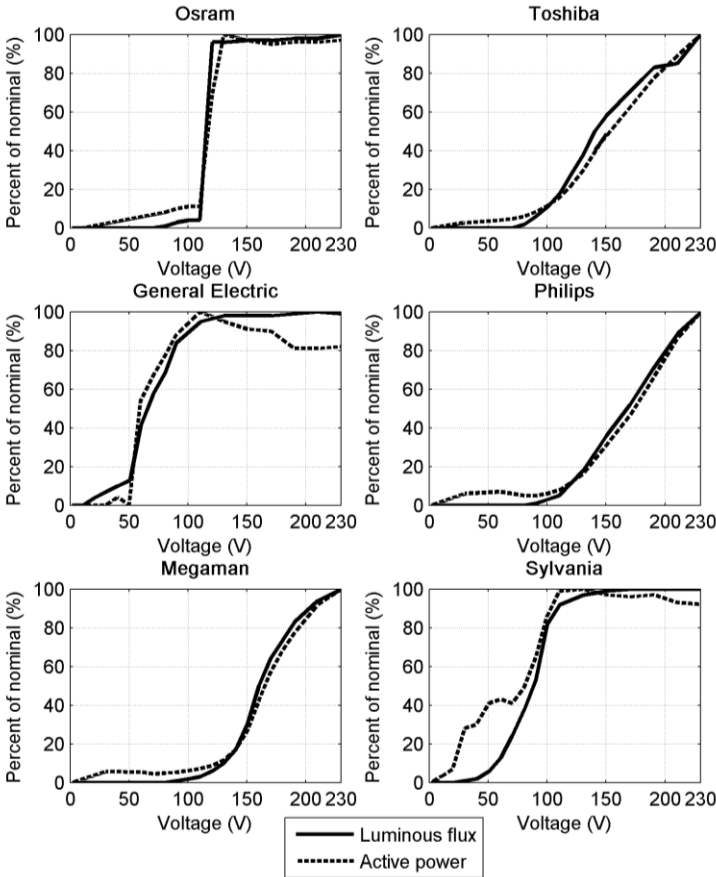 Osram
Toshiba
100
80
60
40
20
0
Percent of nominal (%)
0 50 100 150 200 230
Voltage (V)
100
80
60
40
20
0
Percent of nominal (%)
0 50 100 150 200 230
Voltage (V)
General Electric
Philips
100
80
60
40
20
0
Percent of nominal (%)
0 50 100 150 200 230
Voltage (V)
100
80
60
40
20
0
Percent of nominal (%)
0 50 100 150 200 230
Voltage (V)
Megaman
Sylvania
100
80
60
40
20
0
Percent of nominal (%)
0 50 100 150 200 230
Voltage (V)
100
80
60
40
20
0
Percent of nominal (%)
0 50 100 150 200 230
Voltage (V)
Luminous flux
Active power